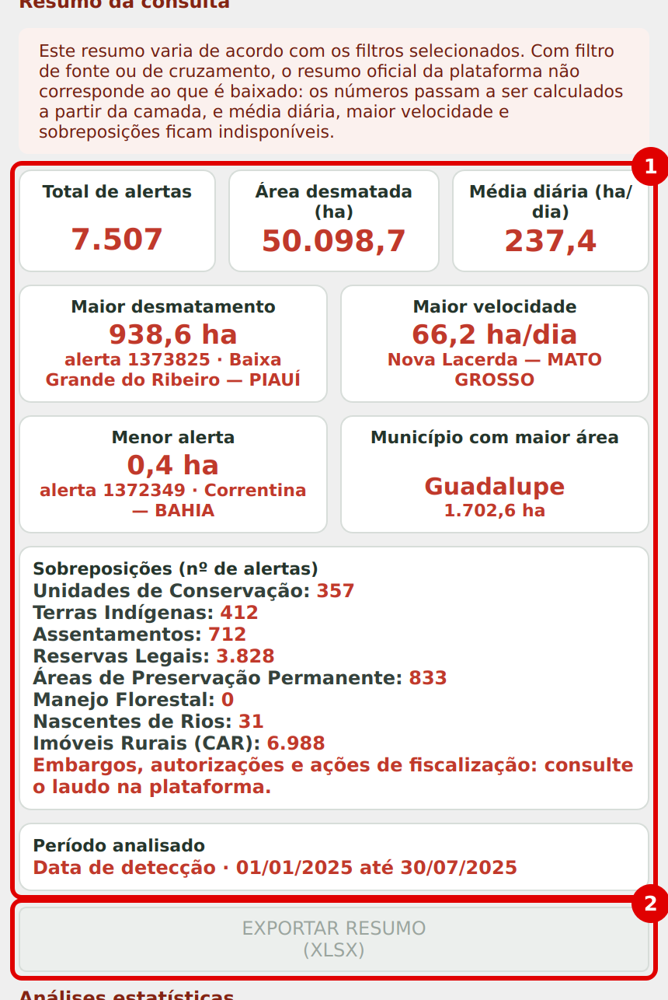 Resumo da consulta
Este resumo varia de acordo com os filtros selecionados. Com filtro
de fonte ou de cruzamento, o resumo oficial da plataforma não
corresponde ao que é baixado: os números passam a ser calculados
a partir da camada, e média diária, maior velocidade e
sobreposições ficam indisponíveis.
1
Total de alertas
7.507
Área desmatada
(ha)
50.098,7
Média diária (ha/
dia)
237,4
Maior desmatamento
938,6 ha
alerta 1373825 · Baixa
Grande do Ribeiro — PIAUÍ
Maior velocidade
66,2 ha/dia
Nova Lacerda — MATO
GROSSO
Menor alerta
0,4 ha
alerta 1372349 · Correntina
— BAHIA
Município com maior área
Guadalupe
1.702,6 ha
Sobreposições (nº de alertas)
Unidades de Conservação: 357
Terras Indígenas: 412
Assentamentos: 712
Reservas Legais: 3.828
Áreas de Preservação Permanente: 833
Manejo Florestal: 0
Nascentes de Rios: 31
Imóveis Rurais (CAR): 6.988
Embargos, autorizações e ações de fiscalização: consulte
o laudo na plataforma.
Período analisado
Data de detecção · 01/01/2025 até 30/07/2025
2
EXPORTAR RESUMO
(XLSX)
Análises estatísticas